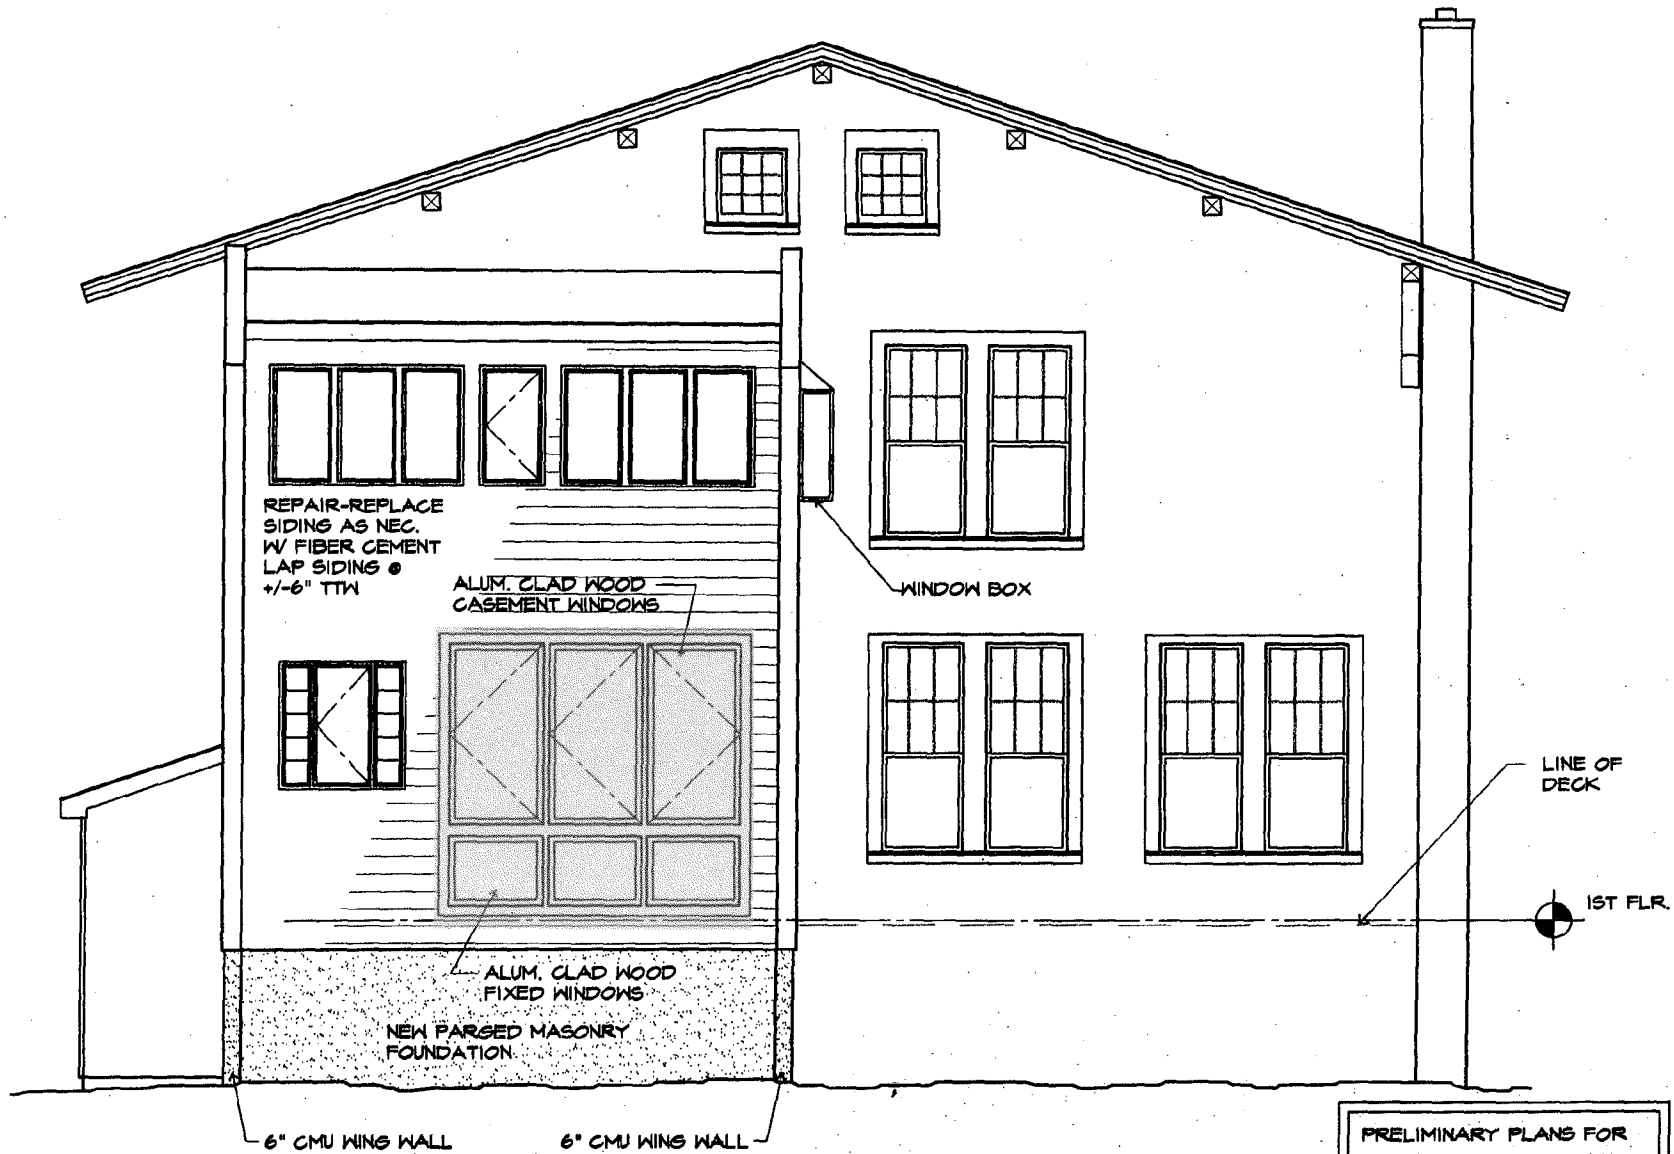 REPAIR-REPLACE
SIDING AS NEC.
W/ FIBER CEMENT
LAP SIDING @
+/-6" TTW
ALUM. CLAD WOOD
CASEMENT WINDOWS
WINDOW BOX
LINE OF
DECK
1ST FLR.
ALUM. CLAD WOOD
FIXED WINDOWS
NEW PARGED MASONRY
FOUNDATION
6" CMU WING WALL
6" CMU WING WALL
PRELIMINARY PLANS FOR